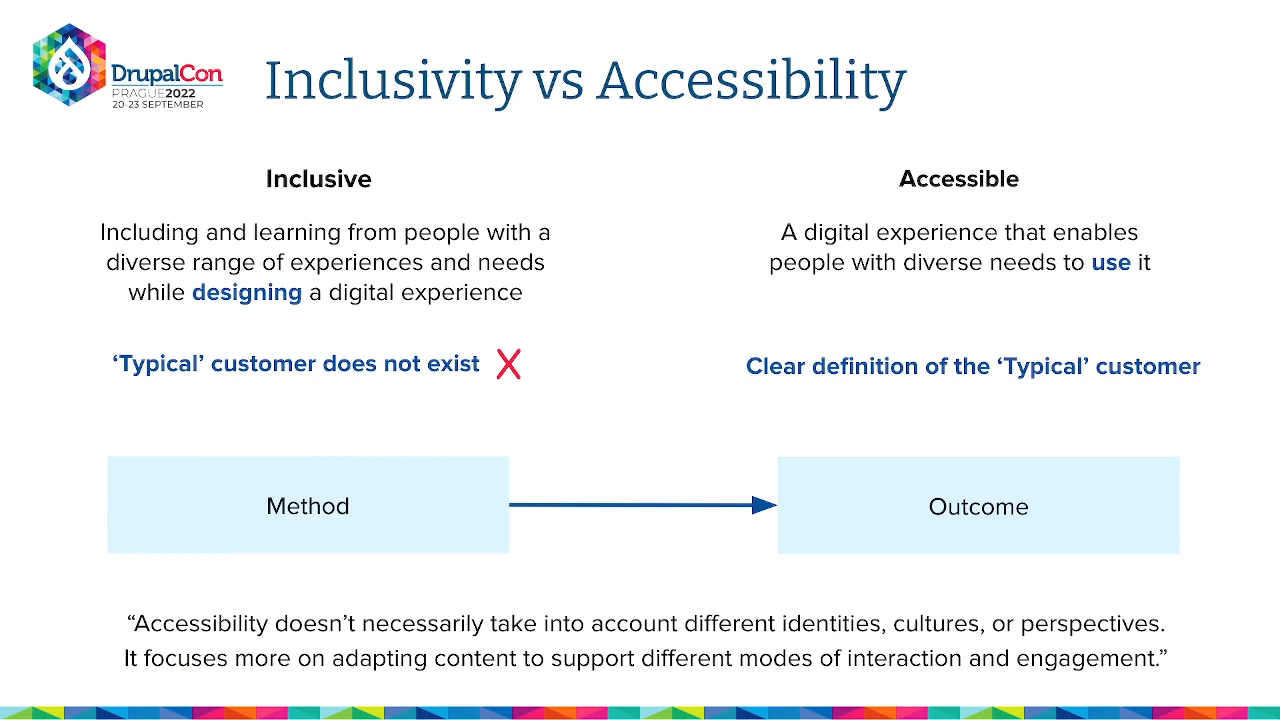 DrupalCon
PRAGUE2022
20-23 SEPTEMBER
Inclusivity vs Accessibility
Inclusive
Including and learning from people with a
diverse range of experiences and needs
while designing a digital experience
‘Typical’ customer does not exist
Accessible
A digital experience that enables
people with diverse needs to use it
Clear definition of the ‘Typical’ customer
Method
Outcome
“Accessibility doesn’t necessarily take into account different identities, cultures, or perspectives.
It focuses more on adapting content to support different modes of interaction and engagement.”